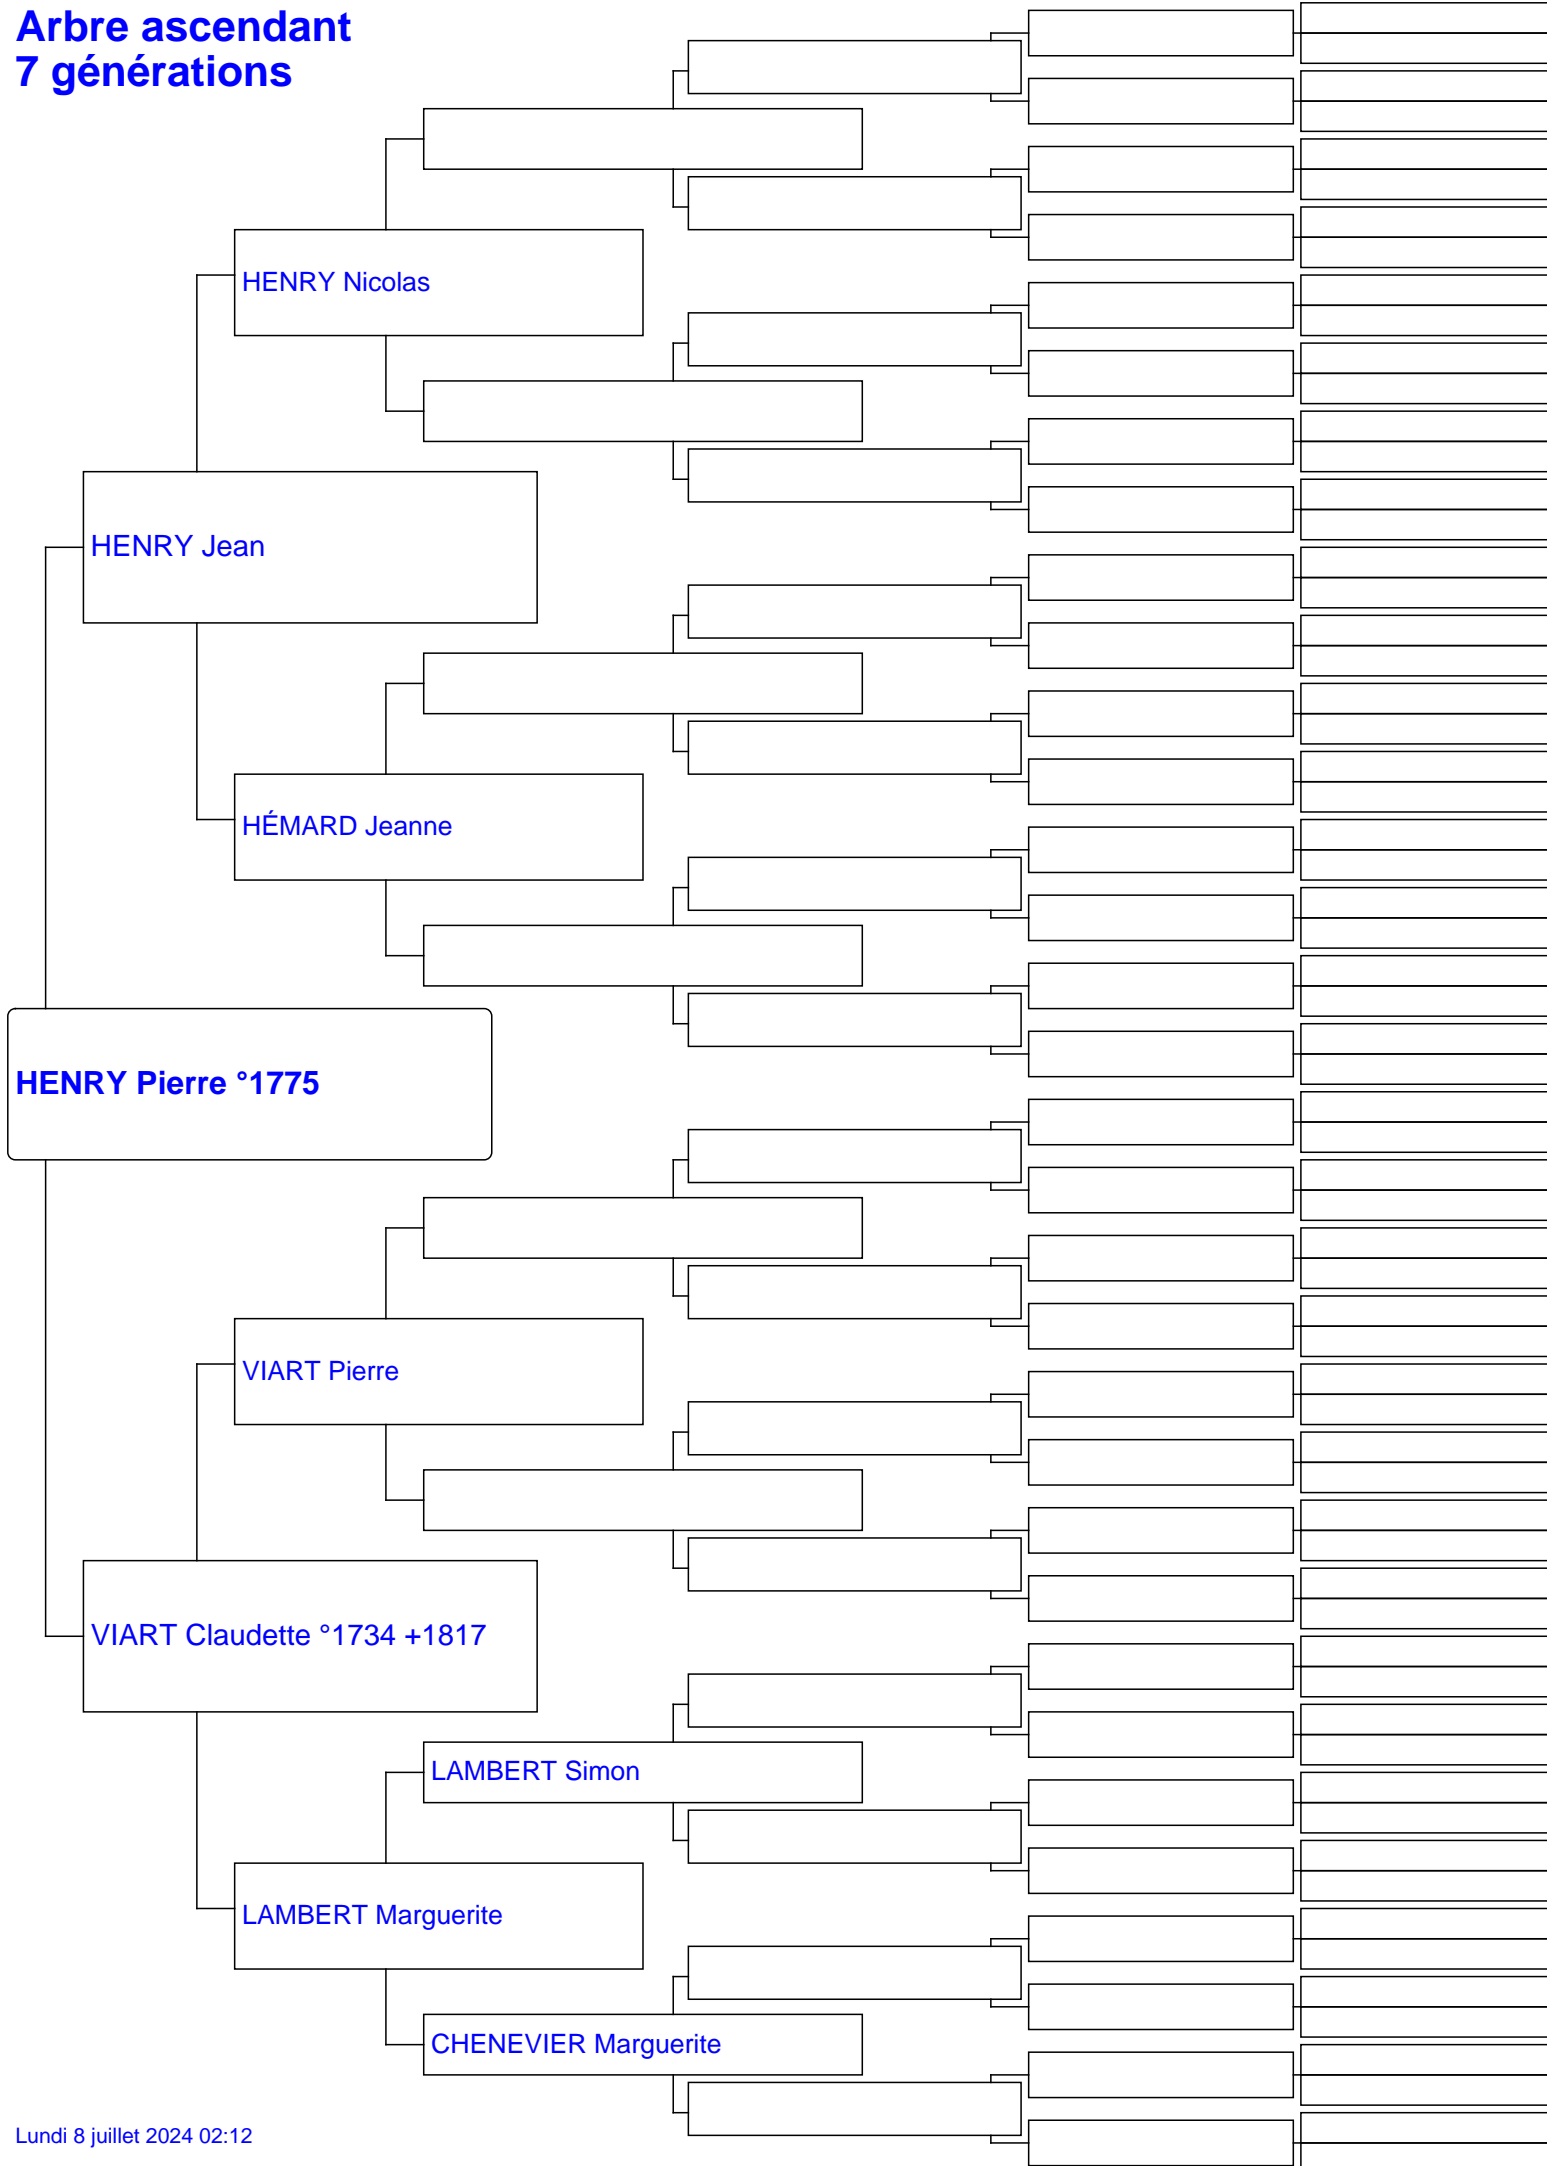 Arbre ascendant
7 générations
HENRY Nicolas
HENRY Jean
HÉMARD Jeanne
HENRY Pierre °1775
VIART Pierre
VIART Claudette °1734 +1817
LAMBERT Simon
LAMBERT Marguerite
CHENEVIER Marguerite
Lundi 8 juillet 2024 02:12